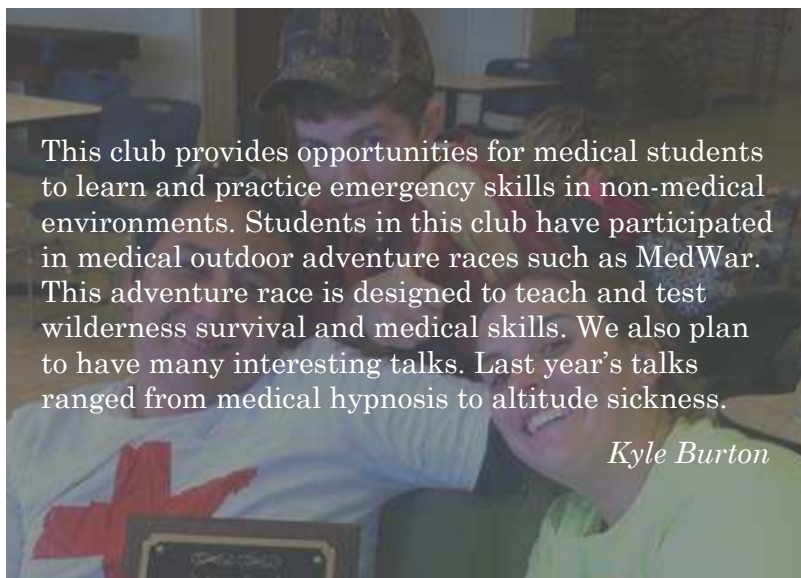 This club provides opportunities for medical students
to learn and practice emergency skills in non-medical
environments. Students in this club have participated
in medical outdoor adventure races such as MedWar.
This adventure race is designed to teach and test
wilderness survival and medical skills. We also plan
to have many interesting talks. Last year’s talks
ranged from medical hypnosis to altitude sickness.
Kyle Burton